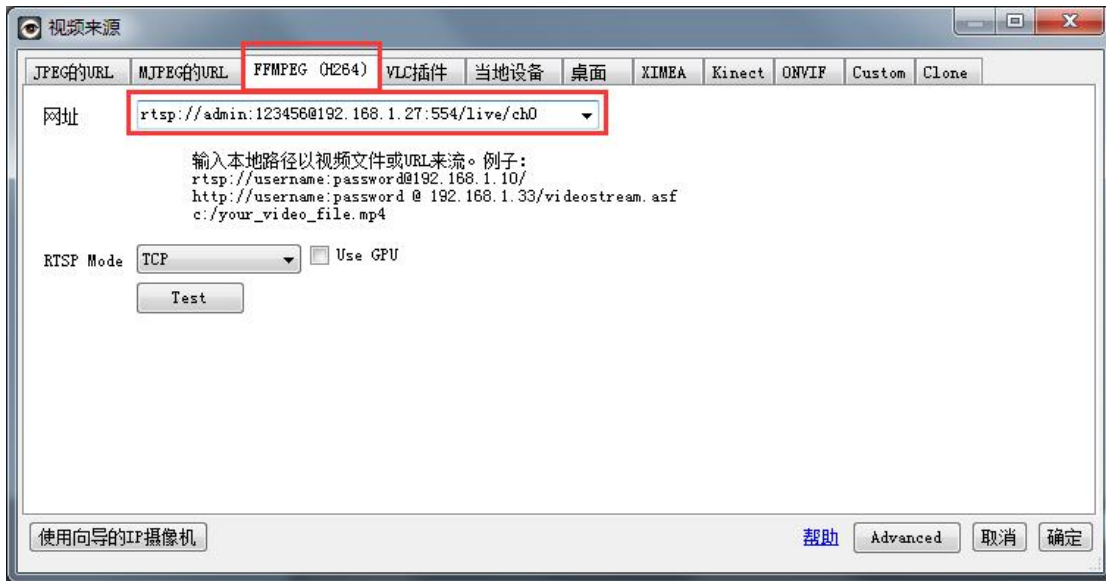 视频来源
JPEG的URL MJPEG的URL FFMPEG (H264) VLC插件 当地设备 桌面 XIMEA Kinect ONVIF Custom Clone
网址 rtsp://admin:123456@192.168.1.27:554/live/ch0
输入本地路径以视频文件或URL来流。例子:
rtsp://username:password@192.168.1.10/
http://username:password @ 192.168.1.33/videostream.asf
c:/your_video_file.mp4
RTSP Mode TCP Use GPU
Test
使用向导的IP摄像机 帮助 Advanced 取消 确定